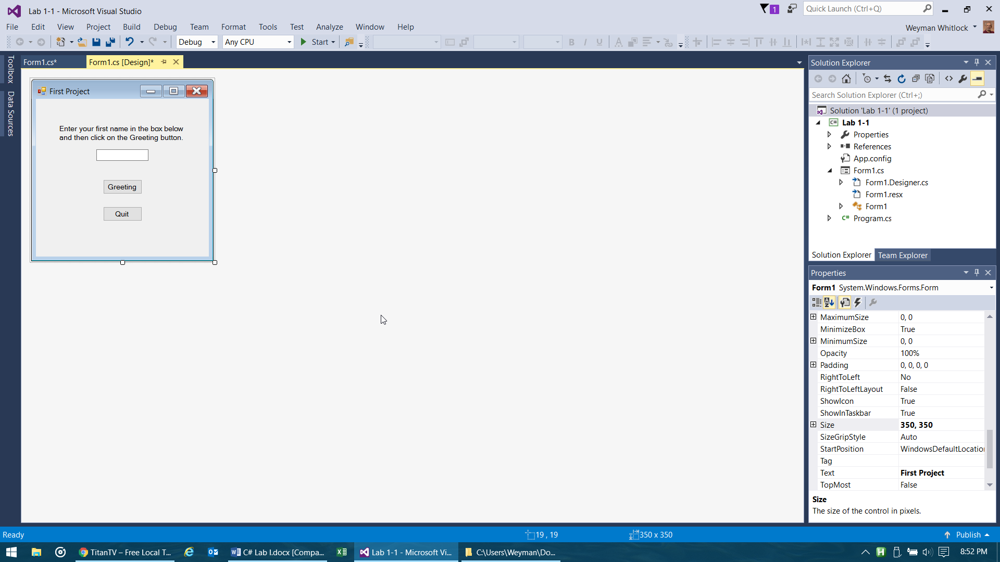 Lab 1-1 - Microsoft Visual Studio
1
Quick Launch (Ctrl+Q)
File Edit View Project Build Debug Team Format Tools Test Analyze Window Help
Weyman Whitlock
Debug Any CPU Start
Toolbox
Data Sources
Form1.cs*
Form1.cs [Design]*
First Project
Enter your first name in the box below
and then click on the Greeting button.
Greeting
Quit
Solution Explorer
Search Solution Explorer (Ctrl+;)
Solution 'Lab 1-1' (1 project)
Lab 1-1
Properties
References
App.config
Form1.cs
Form1.Designer.cs
Form1.resx
Form1
Program.cs
Solution Explorer Team Explorer
Properties
Form1 System.Windows.Forms.Form
MaximumSize 0, 0
MinimizeBox True
MinimumSize 0, 0
Opacity 100%
Padding 0, 0, 0, 0
RightToLeft No
RightToLeftLayout False
ShowIcon True
ShowInTaskbar True
Size 350, 350
SizeGripStyle Auto
StartPosition WindowsDefaultLocation
Tag
Text First Project
TopMost False
Size
The size of the control in pixels.
Ready
19 , 19
350 x 350
Publish
TitanTV – Free Local T...
C# Lab I.docx [Compa...
Lab 1-1 - Microsoft Vi...
C:\Users\Weyman\Do...
8:52 PM